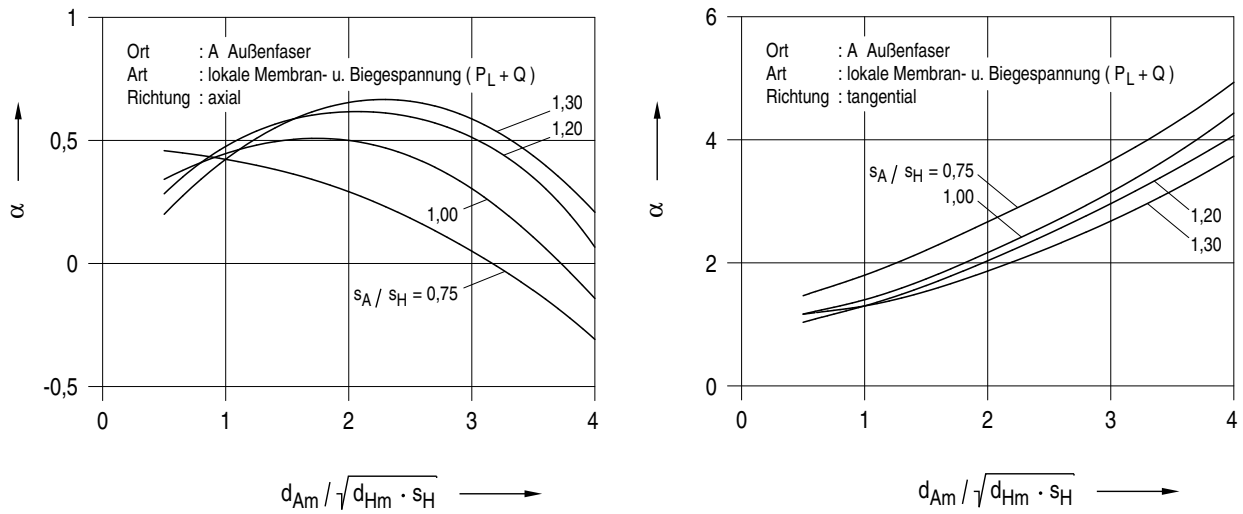 1
0,5
0
-0,5
α
Ort : A Außenfaser
Art : lokale Membran- u. Biegespannung ( P_L + Q )
Richtung : axial
1,30
1,20
1,00
s_A / s_H = 0,75
0 1 2 3 4
d_Am / √d_Hm · s_H
6
4
2
0
α
Ort : A Außenfaser
Art : lokale Membran- u. Biegespannung ( P_L + Q )
Richtung : tangential
s_A / s_H = 0,75
1,00
1,20
1,30
0 1 2 3 4
d_Am / √d_Hm · s_H